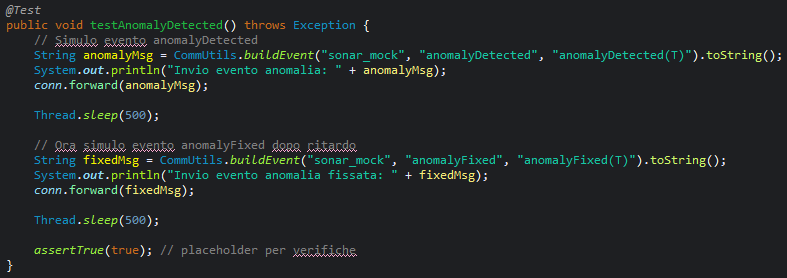 @Test
public void testAnomalyDetected() throws Exception {
    // Simulo evento anomalyDetected
    String anomalyMsg = CommUtils.buildEvent("sonar_mock", "anomalyDetected", "anomalyDetected(T)").toString();
    System.out.println("Invio evento anomalia: " + anomalyMsg);
    conn.forward(anomalyMsg);
    Thread.sleep(500);
    // Ora simulo evento anomalyFixed dopo ritardo
    String fixedMsg = CommUtils.buildEvent("sonar_mock", "anomalyFixed", "anomalyFixed(T)").toString();
    System.out.println("Invio evento anomalia fissata: " + fixedMsg);
    conn.forward(fixedMsg);
    Thread.sleep(500);
    assertTrue(true); // placeholder per verifiche
}